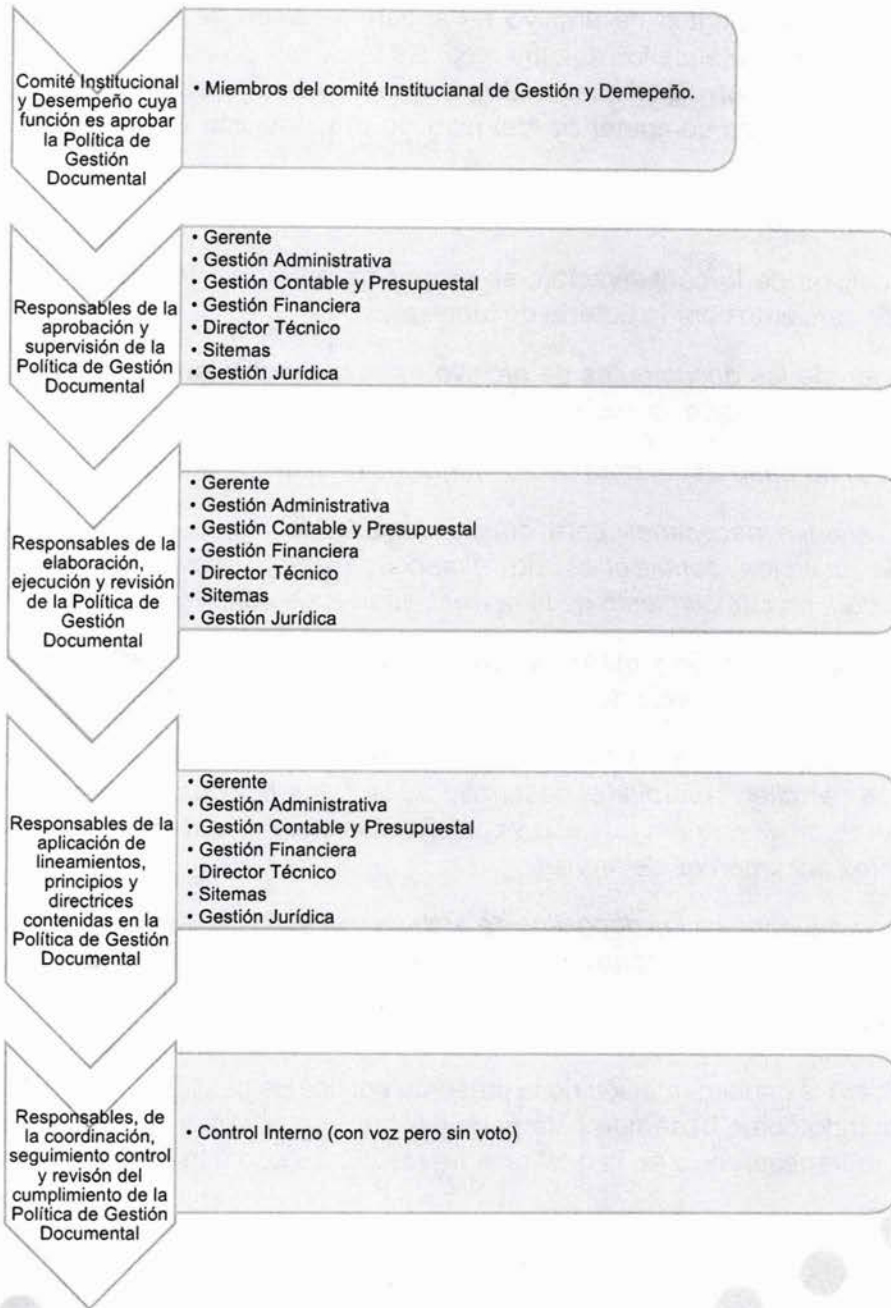 Comité Institucional
y Desempeño cuya
función es aprobar
la Política de
Gestión
Documental
• Miembros del comité Institucianal de Gestión y Demepeño.
Responsables de la
aprobación y
supervisión de la
Política de Gestión
Documental
• Gerente
• Gestión Administrativa
• Gestión Contable y Presupuestal
• Gestión Financiera
• Director Técnico
• Sitemas
• Gestión Jurídica
Responsables de la
elaboración,
ejecución y revisión
de la Política de
Gestión
Documental
• Gerente
• Gestión Administrativa
• Gestión Contable y Presupuestal
• Gestión Financiera
• Director Técnico
• Sitemas
• Gestión Jurídica
Responsables de la
aplicación de
lineamientos,
principios y
directrices
contenidas en la
Política de Gestión
Documental
• Gerente
• Gestión Administrativa
• Gestión Contable y Presupuestal
• Gestión Financiera
• Director Técnico
• Sitemas
• Gestión Jurídica
Responsables, de
la coordinación,
seguimiento control
y revisón del
cumplimiento de la
Política de Gestión
Documental
• Control Interno (con voz pero sin voto)